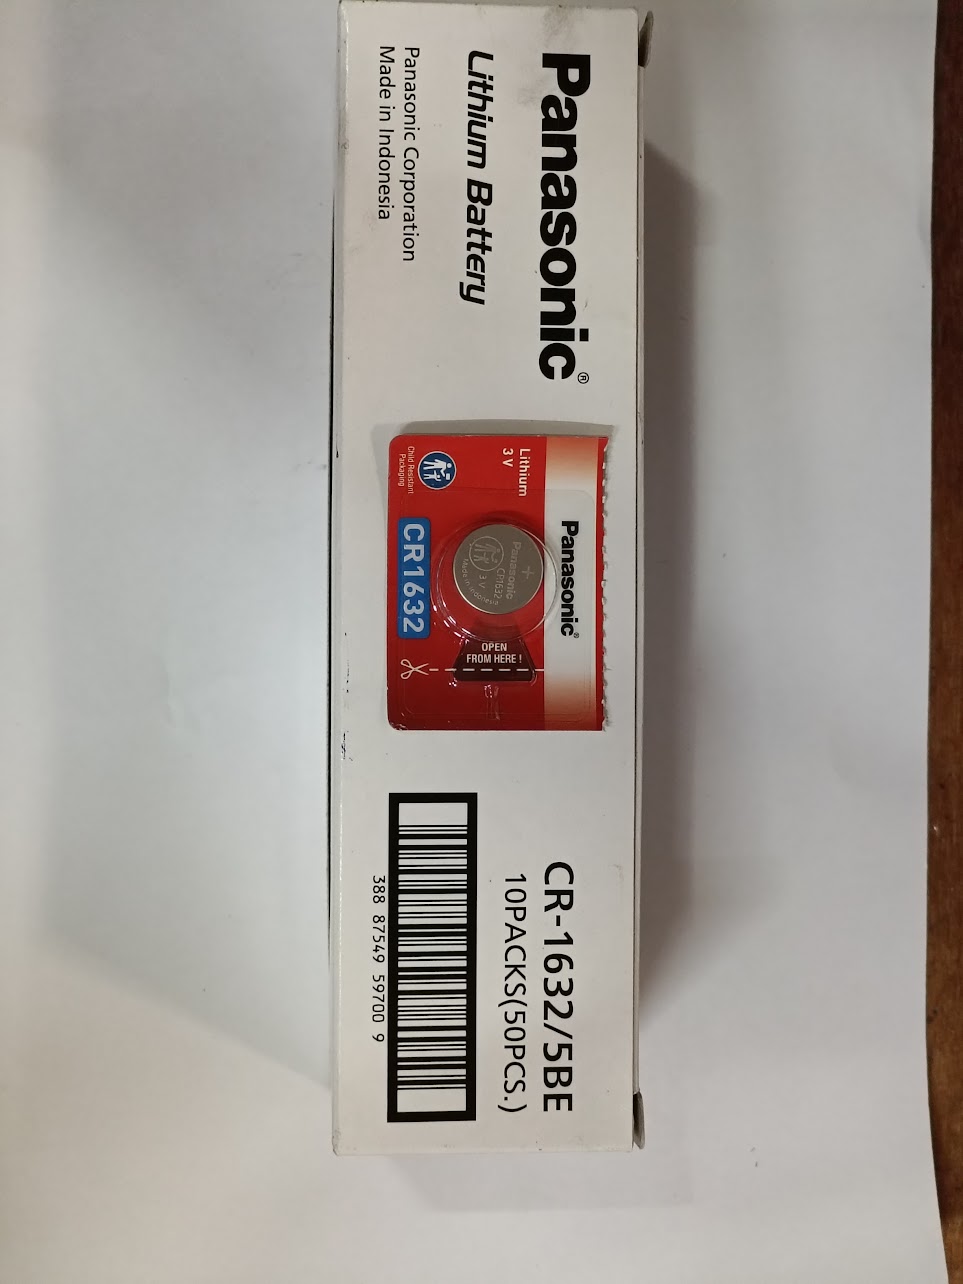 Panasonic®
Lithium Battery
Panasonic Corporation
Made in Indonesia
Panasonic®
Lithium
3 V
+
Panasonic
CR1632
3 V
Made in Indonesia
OPEN
FROM HERE !
Child Resistant
Packaging
CR1632
CR-1632/5BE
10PACKS(50PCS.)
388 87549 59700 9